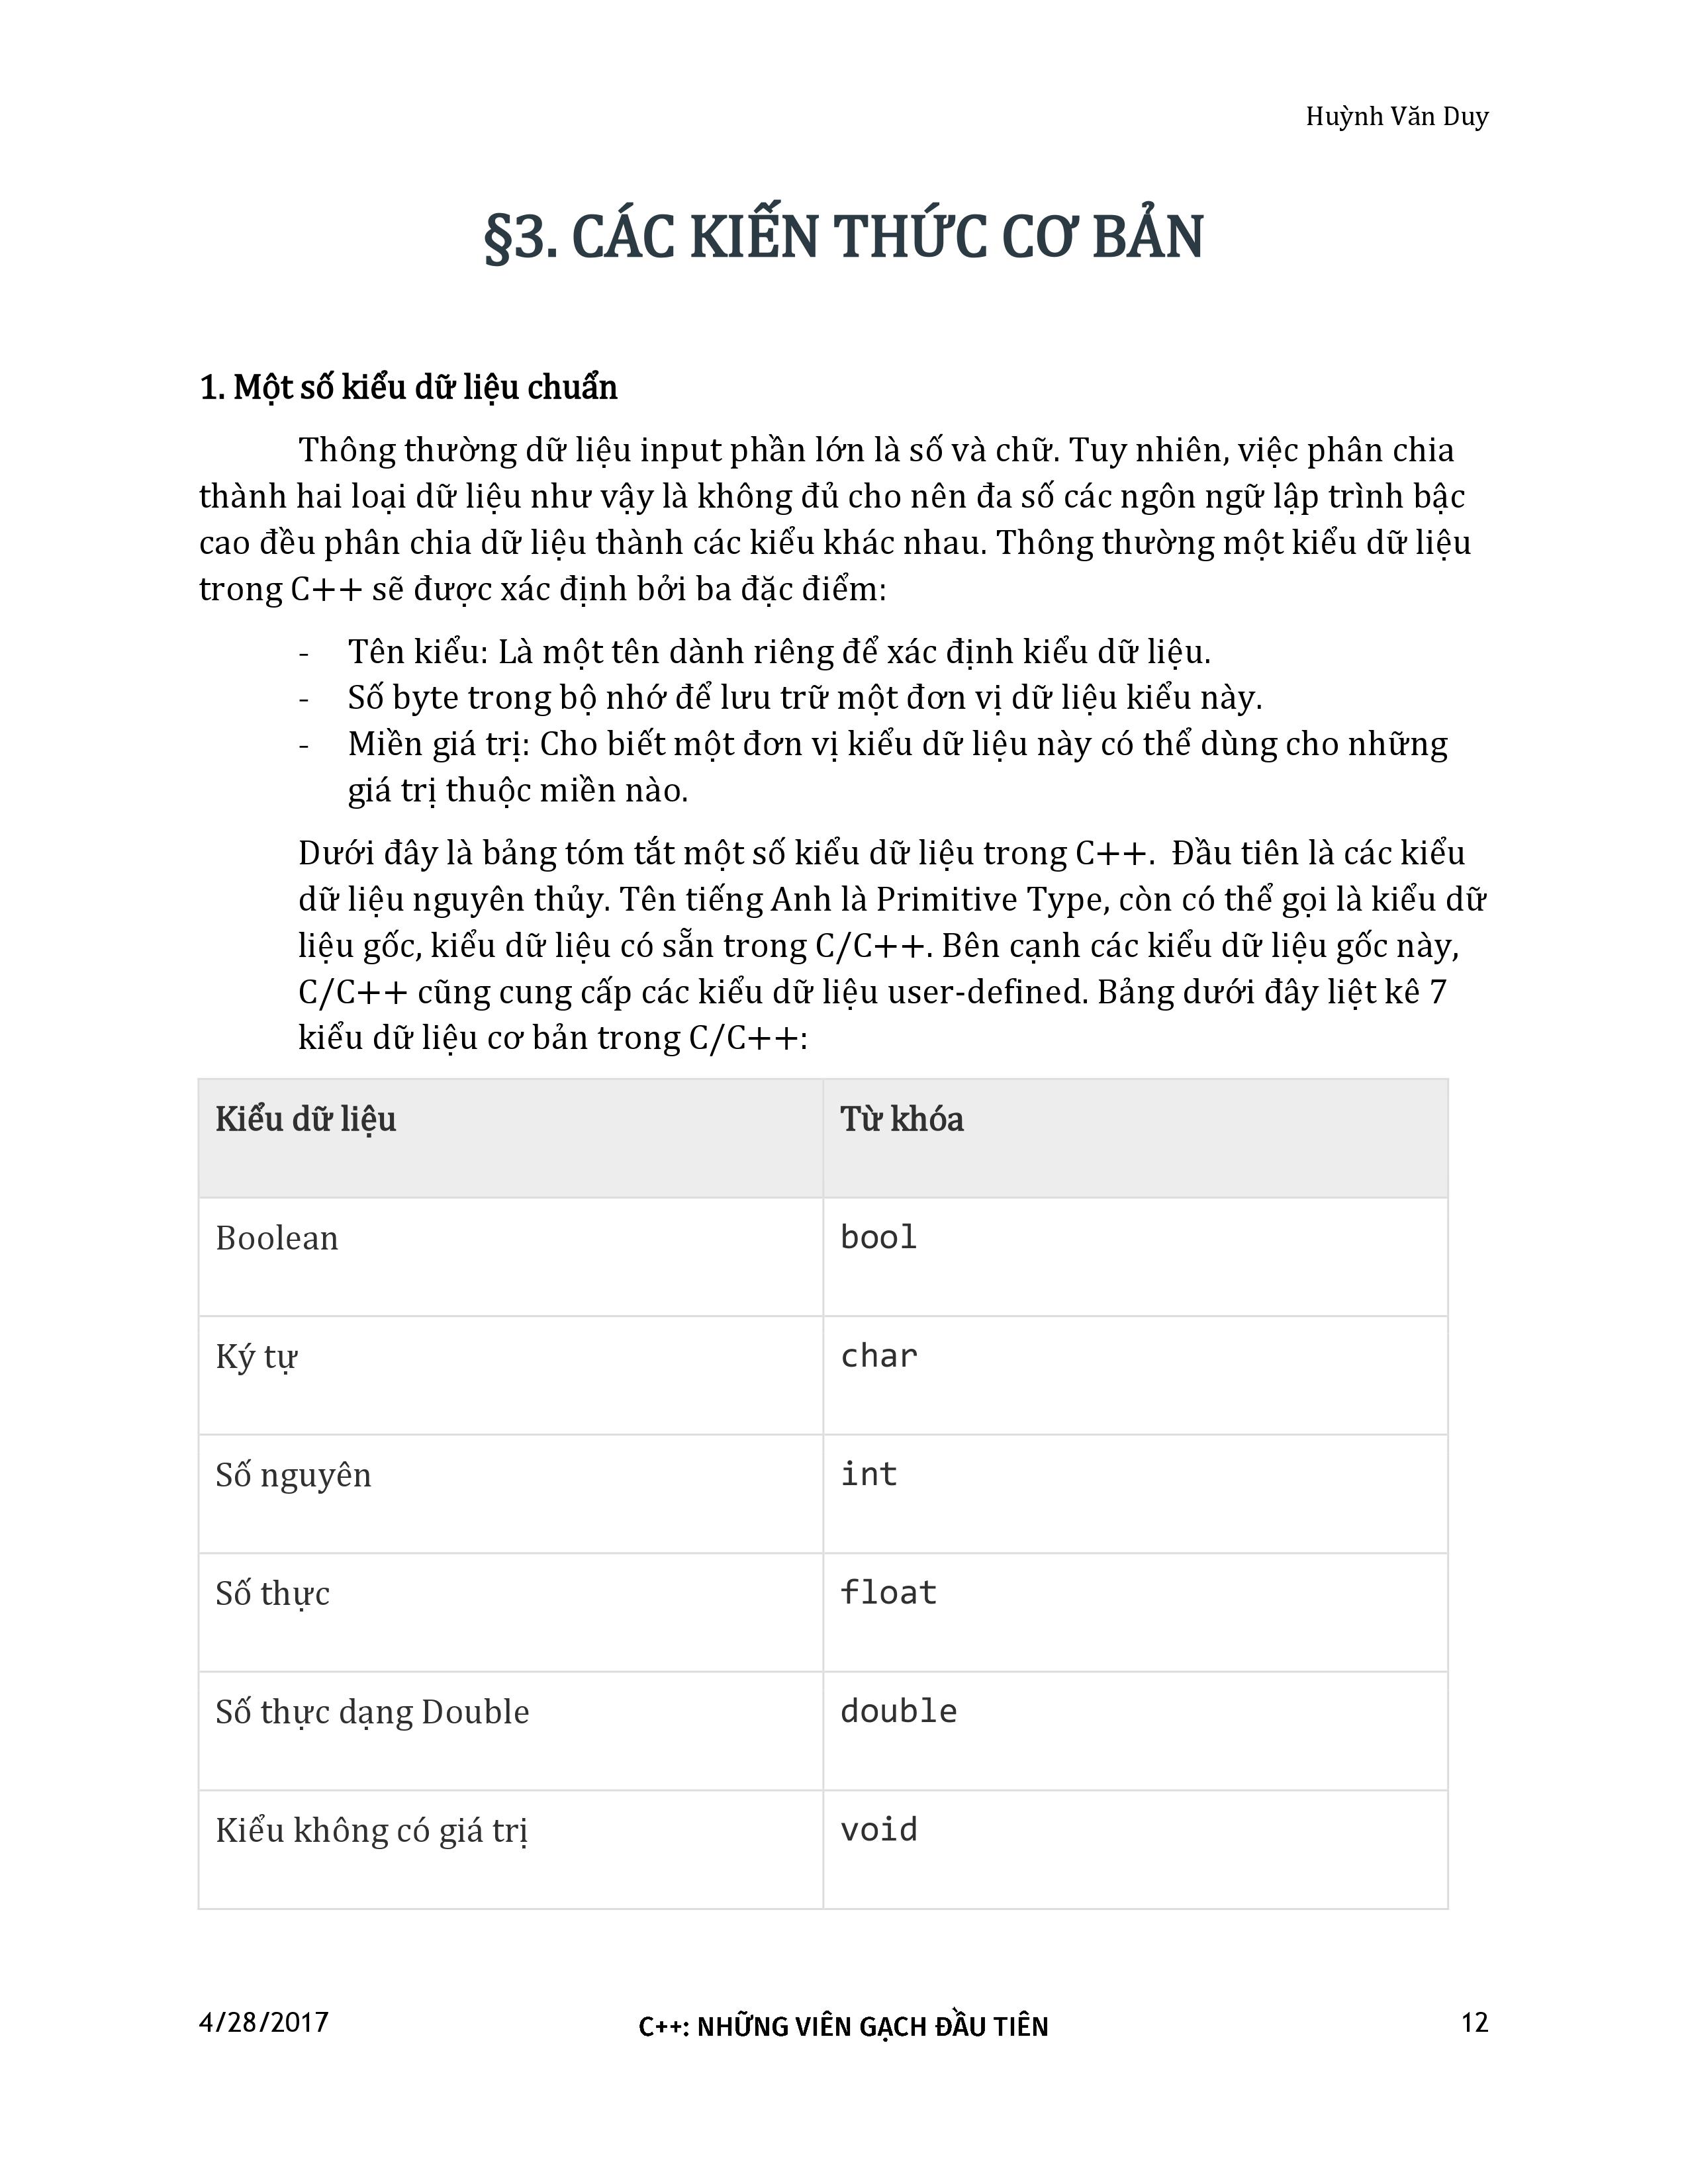 Huỳnh Văn Duy
§3. CÁC KIẾN THỨC CƠ BẢN
1. Một số kiểu dữ liệu chuẩn
Thông thường dữ liệu input phần lớn là số và chữ. Tuy nhiên, việc phân chia
thành hai loại dữ liệu như vậy là không đủ cho nên đa số các ngôn ngữ lập trình bậc
cao đều phân chia dữ liệu thành các kiểu khác nhau. Thông thường một kiểu dữ liệu
trong C++ sẽ được xác định bởi ba đặc điểm:
- Tên kiểu: Là một tên dành riêng để xác định kiểu dữ liệu.
- Số byte trong bộ nhớ để lưu trữ một đơn vị dữ liệu kiểu này.
- Miền giá trị: Cho biết một đơn vị kiểu dữ liệu này có thể dùng cho những
giá trị thuộc miền nào.
Dưới đây là bảng tóm tắt một số kiểu dữ liệu trong C++. Đầu tiên là các kiểu
dữ liệu nguyên thủy. Tên tiếng Anh là Primitive Type, còn có thể gọi là kiểu dữ
liệu gốc, kiểu dữ liệu có sẵn trong C/C++. Bên cạnh các kiểu dữ liệu gốc này,
C/C++ cũng cung cấp các kiểu dữ liệu user-defined. Bảng dưới đây liệt kê 7
kiểu dữ liệu cơ bản trong C/C++:
Kiểu dữ liệu Từ khóa
Boolean bool
Ký tự char
Số nguyên int
Số thực float
Số thực dạng Double double
Kiểu không có giá trị void
4/28/2017 C++: NHỮNG VIÊN GẠCH ĐẦU TIÊN 12